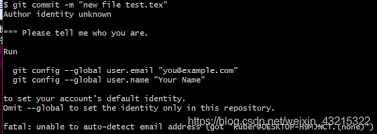 $ git commit -m "new file test.tex"
Author identity unknown
*** Please tell me who you are.
Run
git config --global user.email "you@example.com"
git config --global user.name "Your Name"
to set your account's default identity.
Omit --global to set the identity only in this repository.
https://blog.csdn.net/weixin_43215322
fatal: unable to auto-detect email address (got